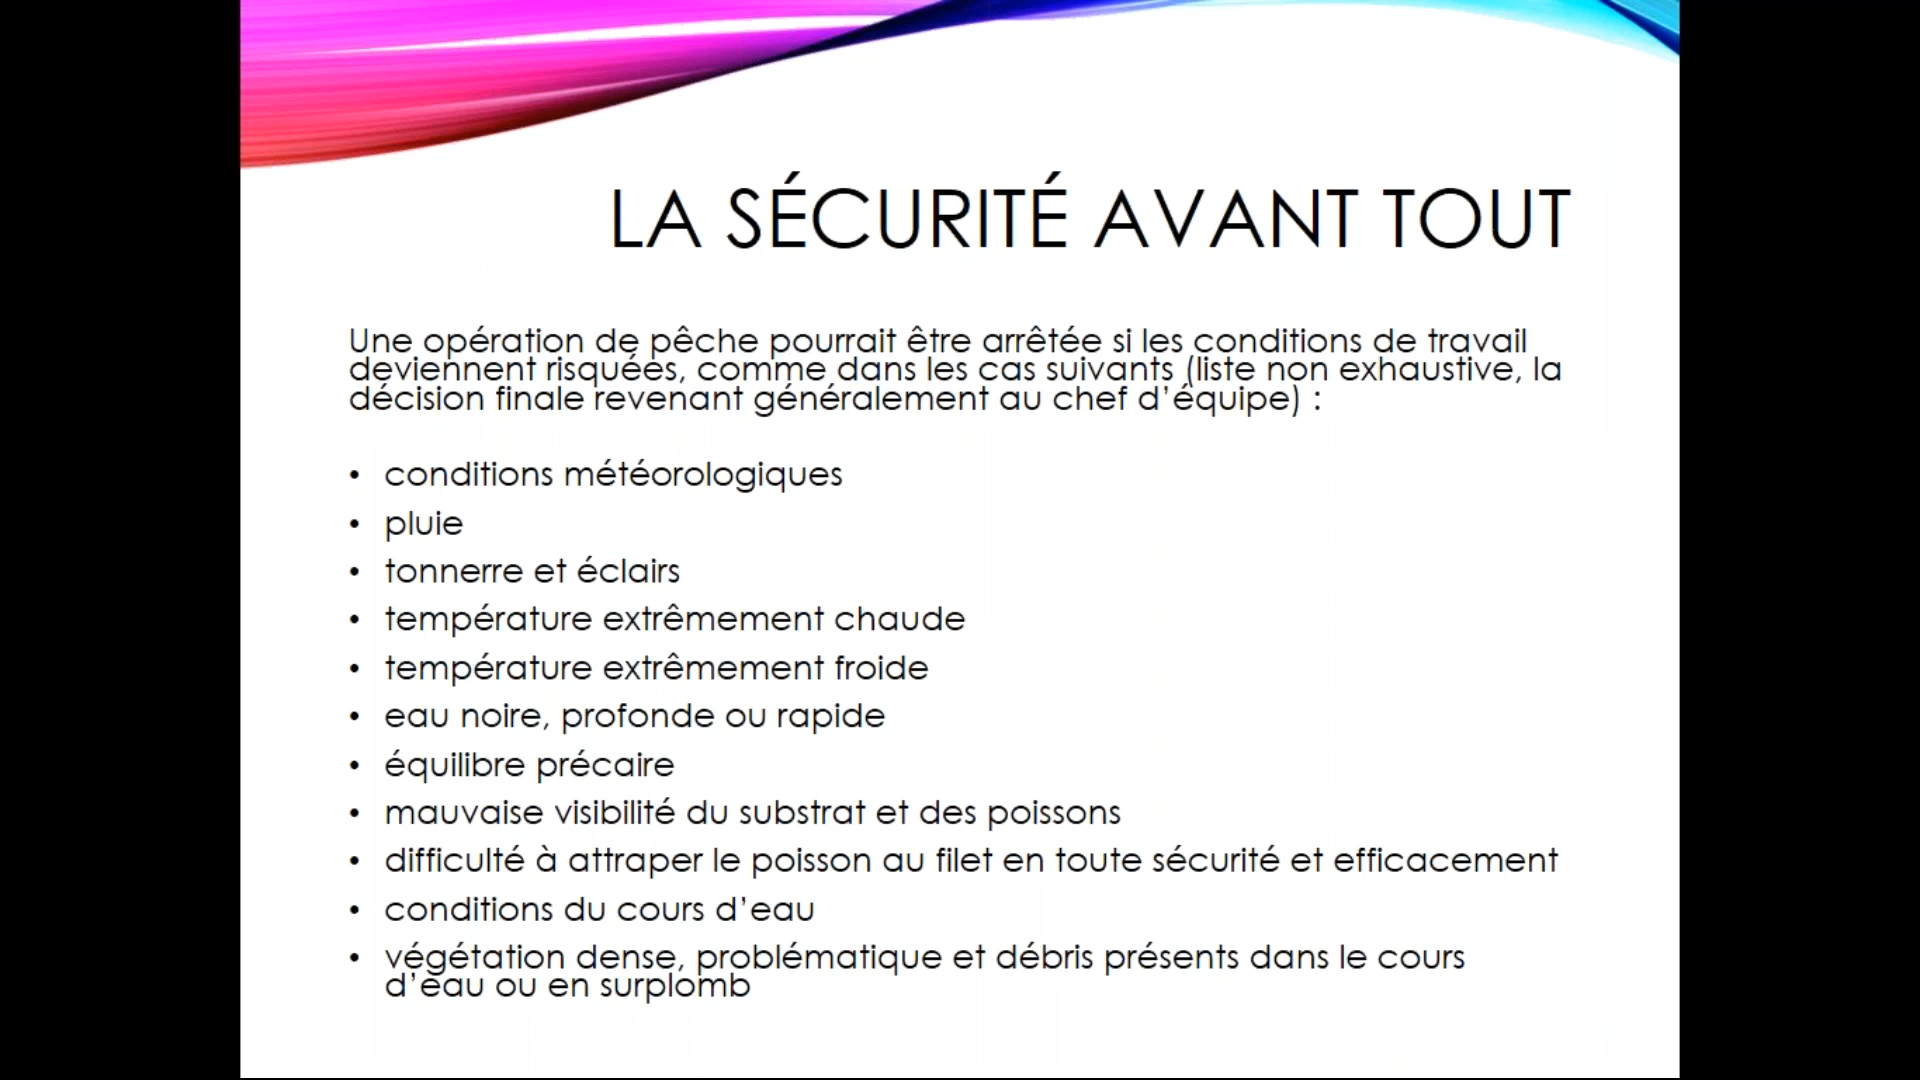 LA SÉCURITÉ AVANT TOUT
Une opération de pêche pourrait être arrêtée si les conditions de travail
deviennent risquées, comme dans les cas suivants (liste non exhaustive, la
décision finale revenant généralement au chef d’équipe) :
• conditions météorologiques
• pluie
• tonnerre et éclairs
• température extrêmement chaude
• température extrêmement froide
• eau noire, profonde ou rapide
• équilibre précaire
• mauvaise visibilité du substrat et des poissons
• difficulté à attraper le poisson au filet en toute sécurité et efficacement
• conditions du cours d’eau
• végétation dense, problématique et débris présents dans le cours
d’eau ou en surplomb